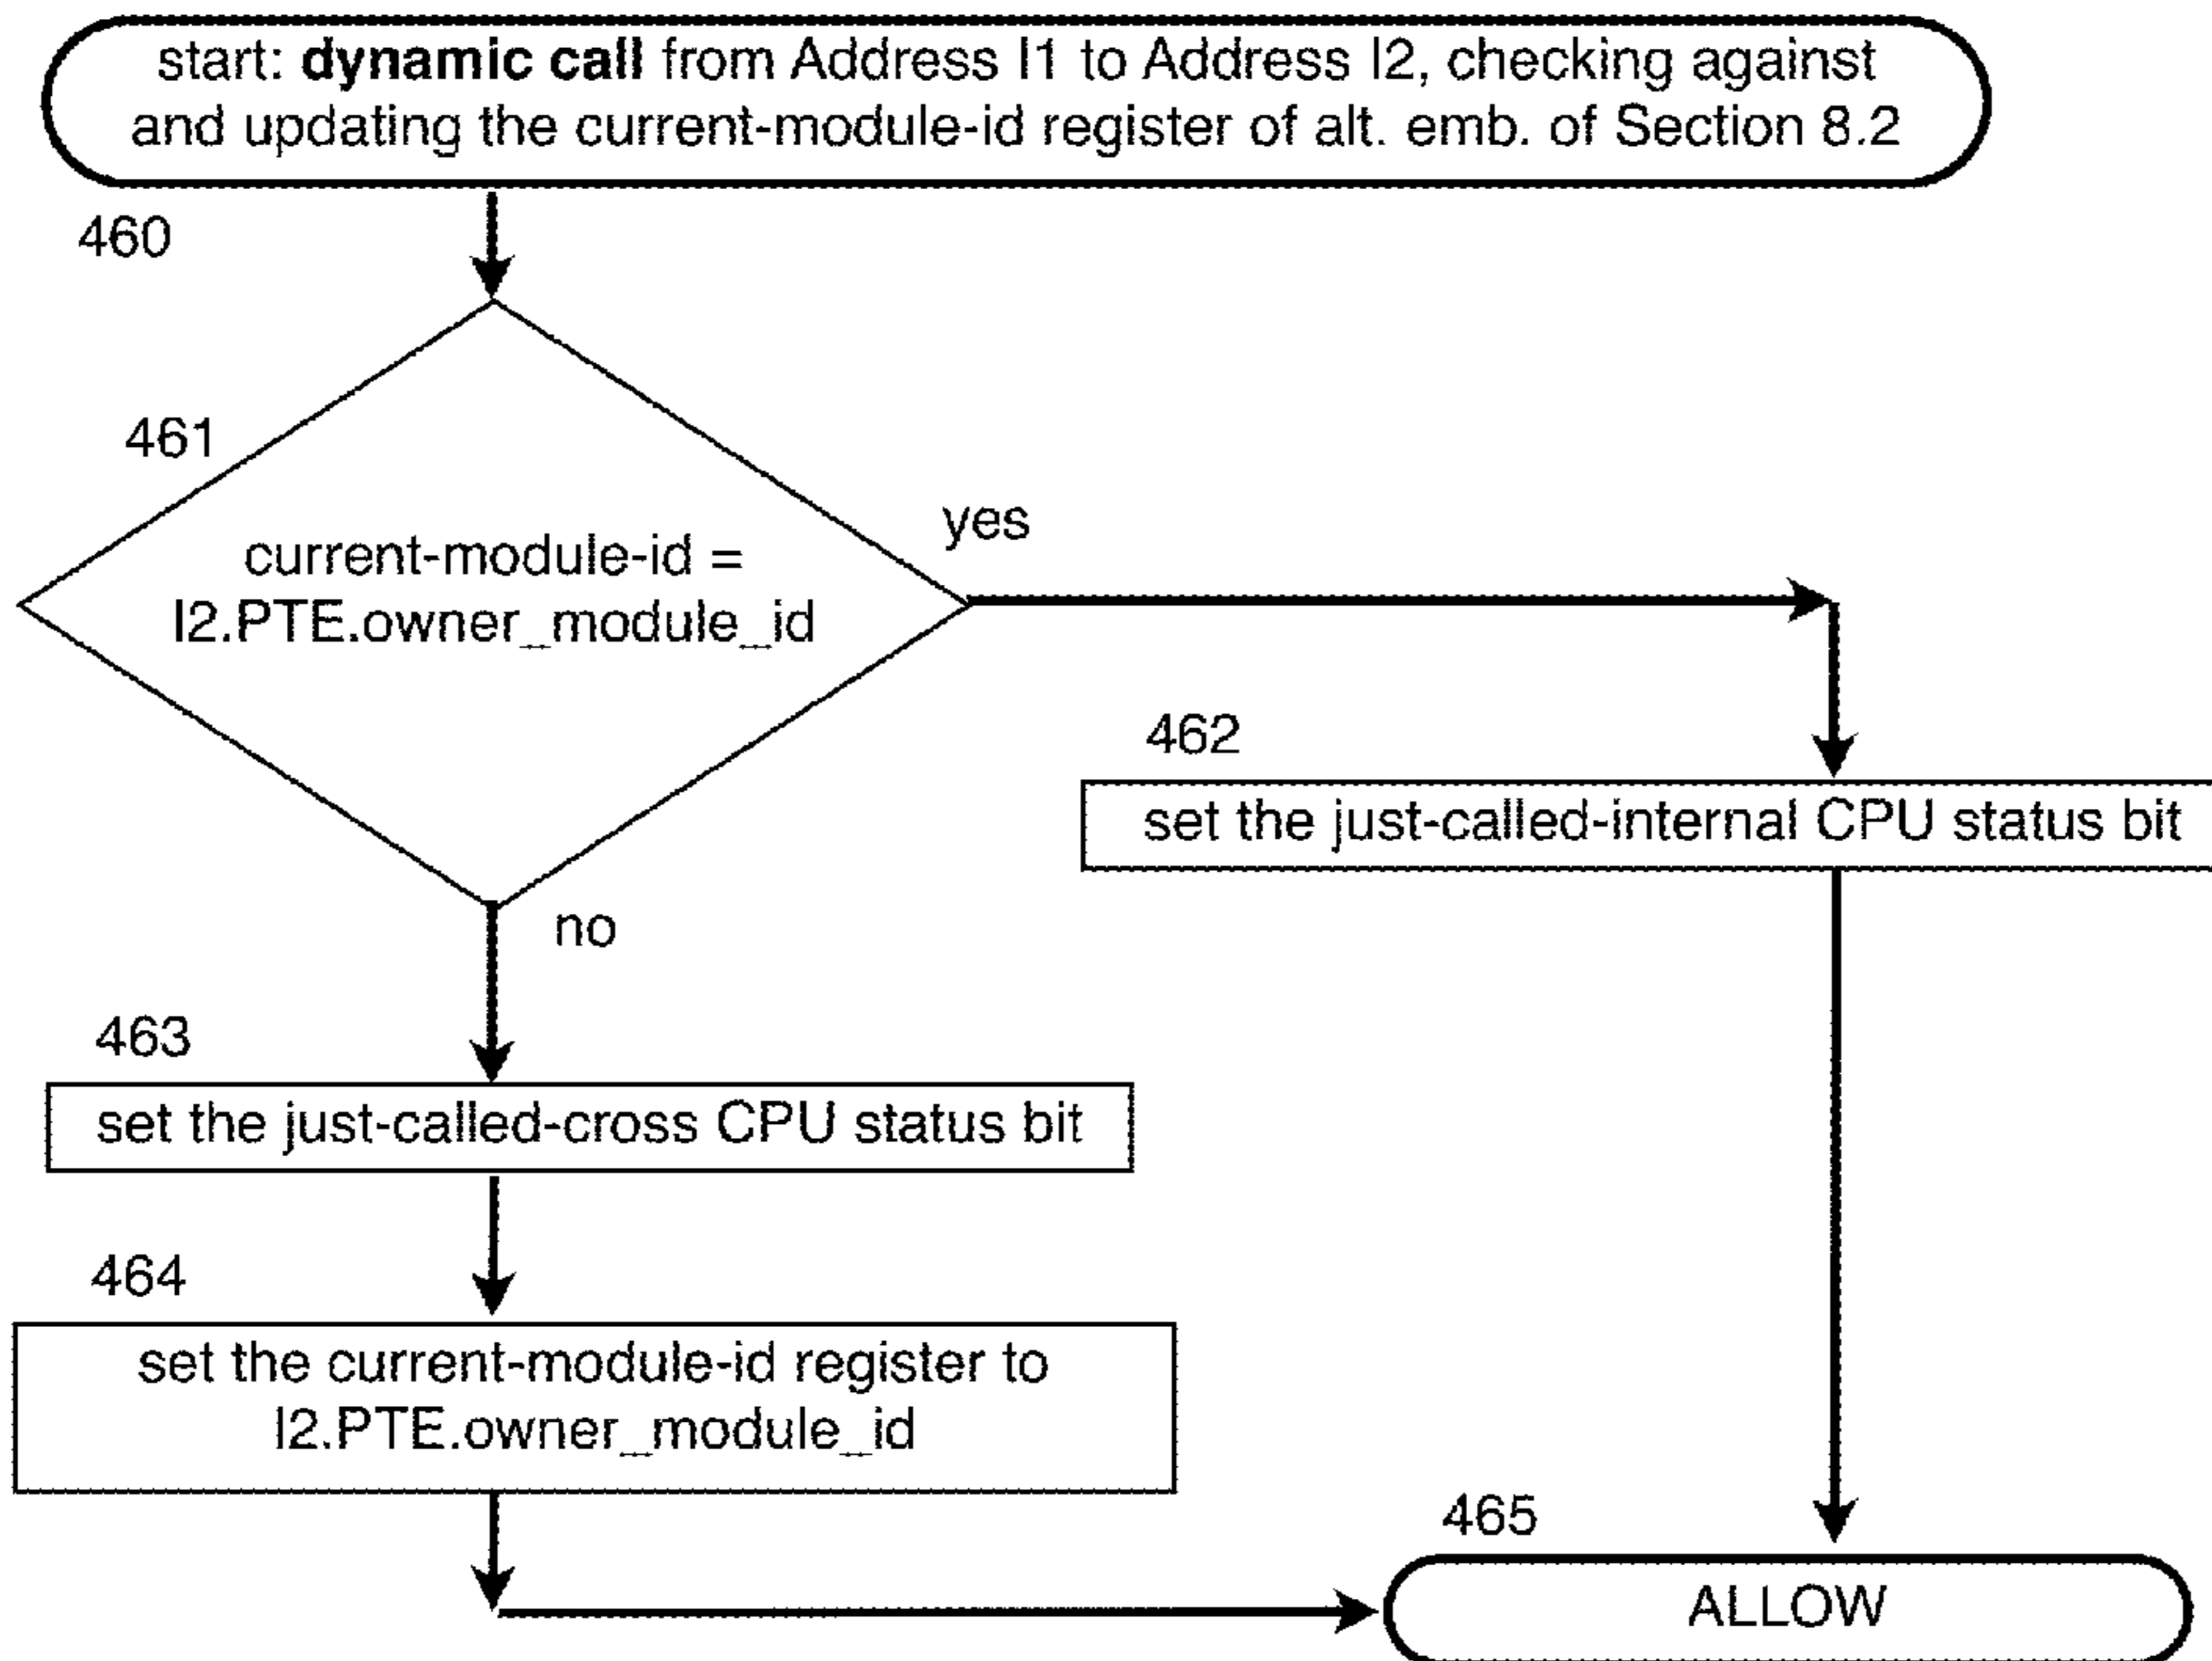 start: dynamic call from Address I1 to Address I2, checking against
and updating the current-module-id register of alt. emb. of Section 8.2
460
461
yes
current-module-id =
I2.PTE.owner_module_id
462
set the just-called-internal CPU status bit
no
463
set the just-called-cross CPU status bit
464
set the current-module-id register to
I2.PTE.owner_module_id
465
ALLOW